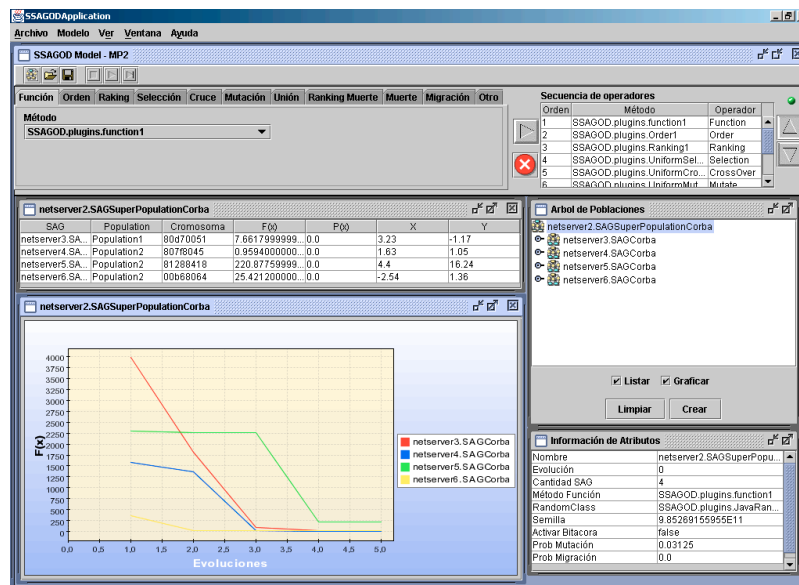 SSAGODApplication
Archivo Modelo Ver Ventana Ayuda
SSAGOD Model - MP2
Función Orden Raking Selección Cruce Mutación Unión Ranking Muerte Muerte Migración Otro
Método
SSAGOD.plugins.function1
Secuencia de operadores
Orden Método Operador
1 SSAGOD.plugins.function1 Function
2 SSAGOD.plugins.Order1 Order
3 SSAGOD.plugins.Ranking1 Ranking
4 SSAGOD.plugins.UniformSel... Selection
5 SSAGOD.plugins.UniformCro... CrossOver
6 SSAGOD.plugins.UniformMut... Mutate
netserver2.SAGSuperPopulationCorba
SAG Population Cromosoma F(x) P(x) X Y
netserver3.SA... Population1 80d70051 7.6617999999... 0.0 3.23 -1.17
netserver4.SA... Population2 807f8045 0.9594000000... 0.0 1.63 1.05
netserver5.SA... Population2 81288418 220.87759999... 0.0 4.4 16.24
netserver6.SA... Population2 00b68064 25.421200000... 0.0 -2.54 1.36
netserver2.SAGSuperPopulationCorba
F(x)
4000
3750
3500
3250
3000
2750
2500
2250
2000
1750
1500
1250
1000
750
500
250
0
0,0 0,5 1,0 1,5 2,0 2,5 3,0 3,5 4,0 4,5 5,0
Evoluciones
netserver3.SAGCorba
netserver4.SAGCorba
netserver5.SAGCorba
netserver6.SAGCorba
Arbol de Poblaciones
netserver2.SAGSuperPopulationCorba
netserver3.SAGCorba
netserver4.SAGCorba
netserver5.SAGCorba
netserver6.SAGCorba
Listar Graficar
Limpiar Crear
Información de Atributos
Nombre netserver2.SAGSuperPopu...
Evolución 0
Cantidad SAG 4
Método Función SSAGOD.plugins.function1
RandomClass SSAGOD.plugins.JavaRan...
Semilla 9.85269155955E11
Activar Bitacora false
Prob Mutación 0.03125
Prob Migración 0.0